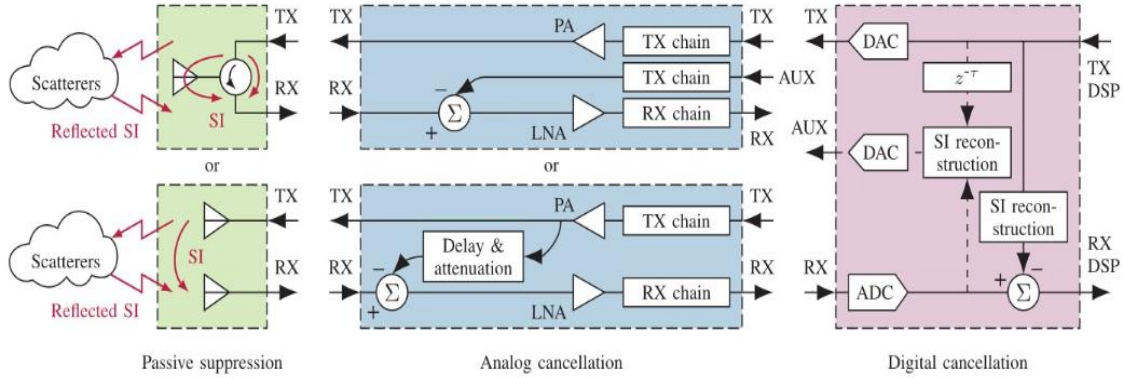 TX
Scatterers
SI
RX
Reflected SI
or
TX
Scatterers
SI
RX
Reflected SI
Passive suppression
TX
PA
TX chain
TX
TX chain
AUX
RX
−
Σ
+
LNA
RX chain
RX
or
TX
PA
TX chain
TX
Delay &
attenuation
RX
−
Σ
+
LNA
RX chain
RX
Analog cancellation
TX
DAC
TX
DSP
z−τ
AUX
DAC
SI recon-
struction
SI recon-
struction
RX
ADC
+
Σ
−
RX
DSP
Digital cancellation